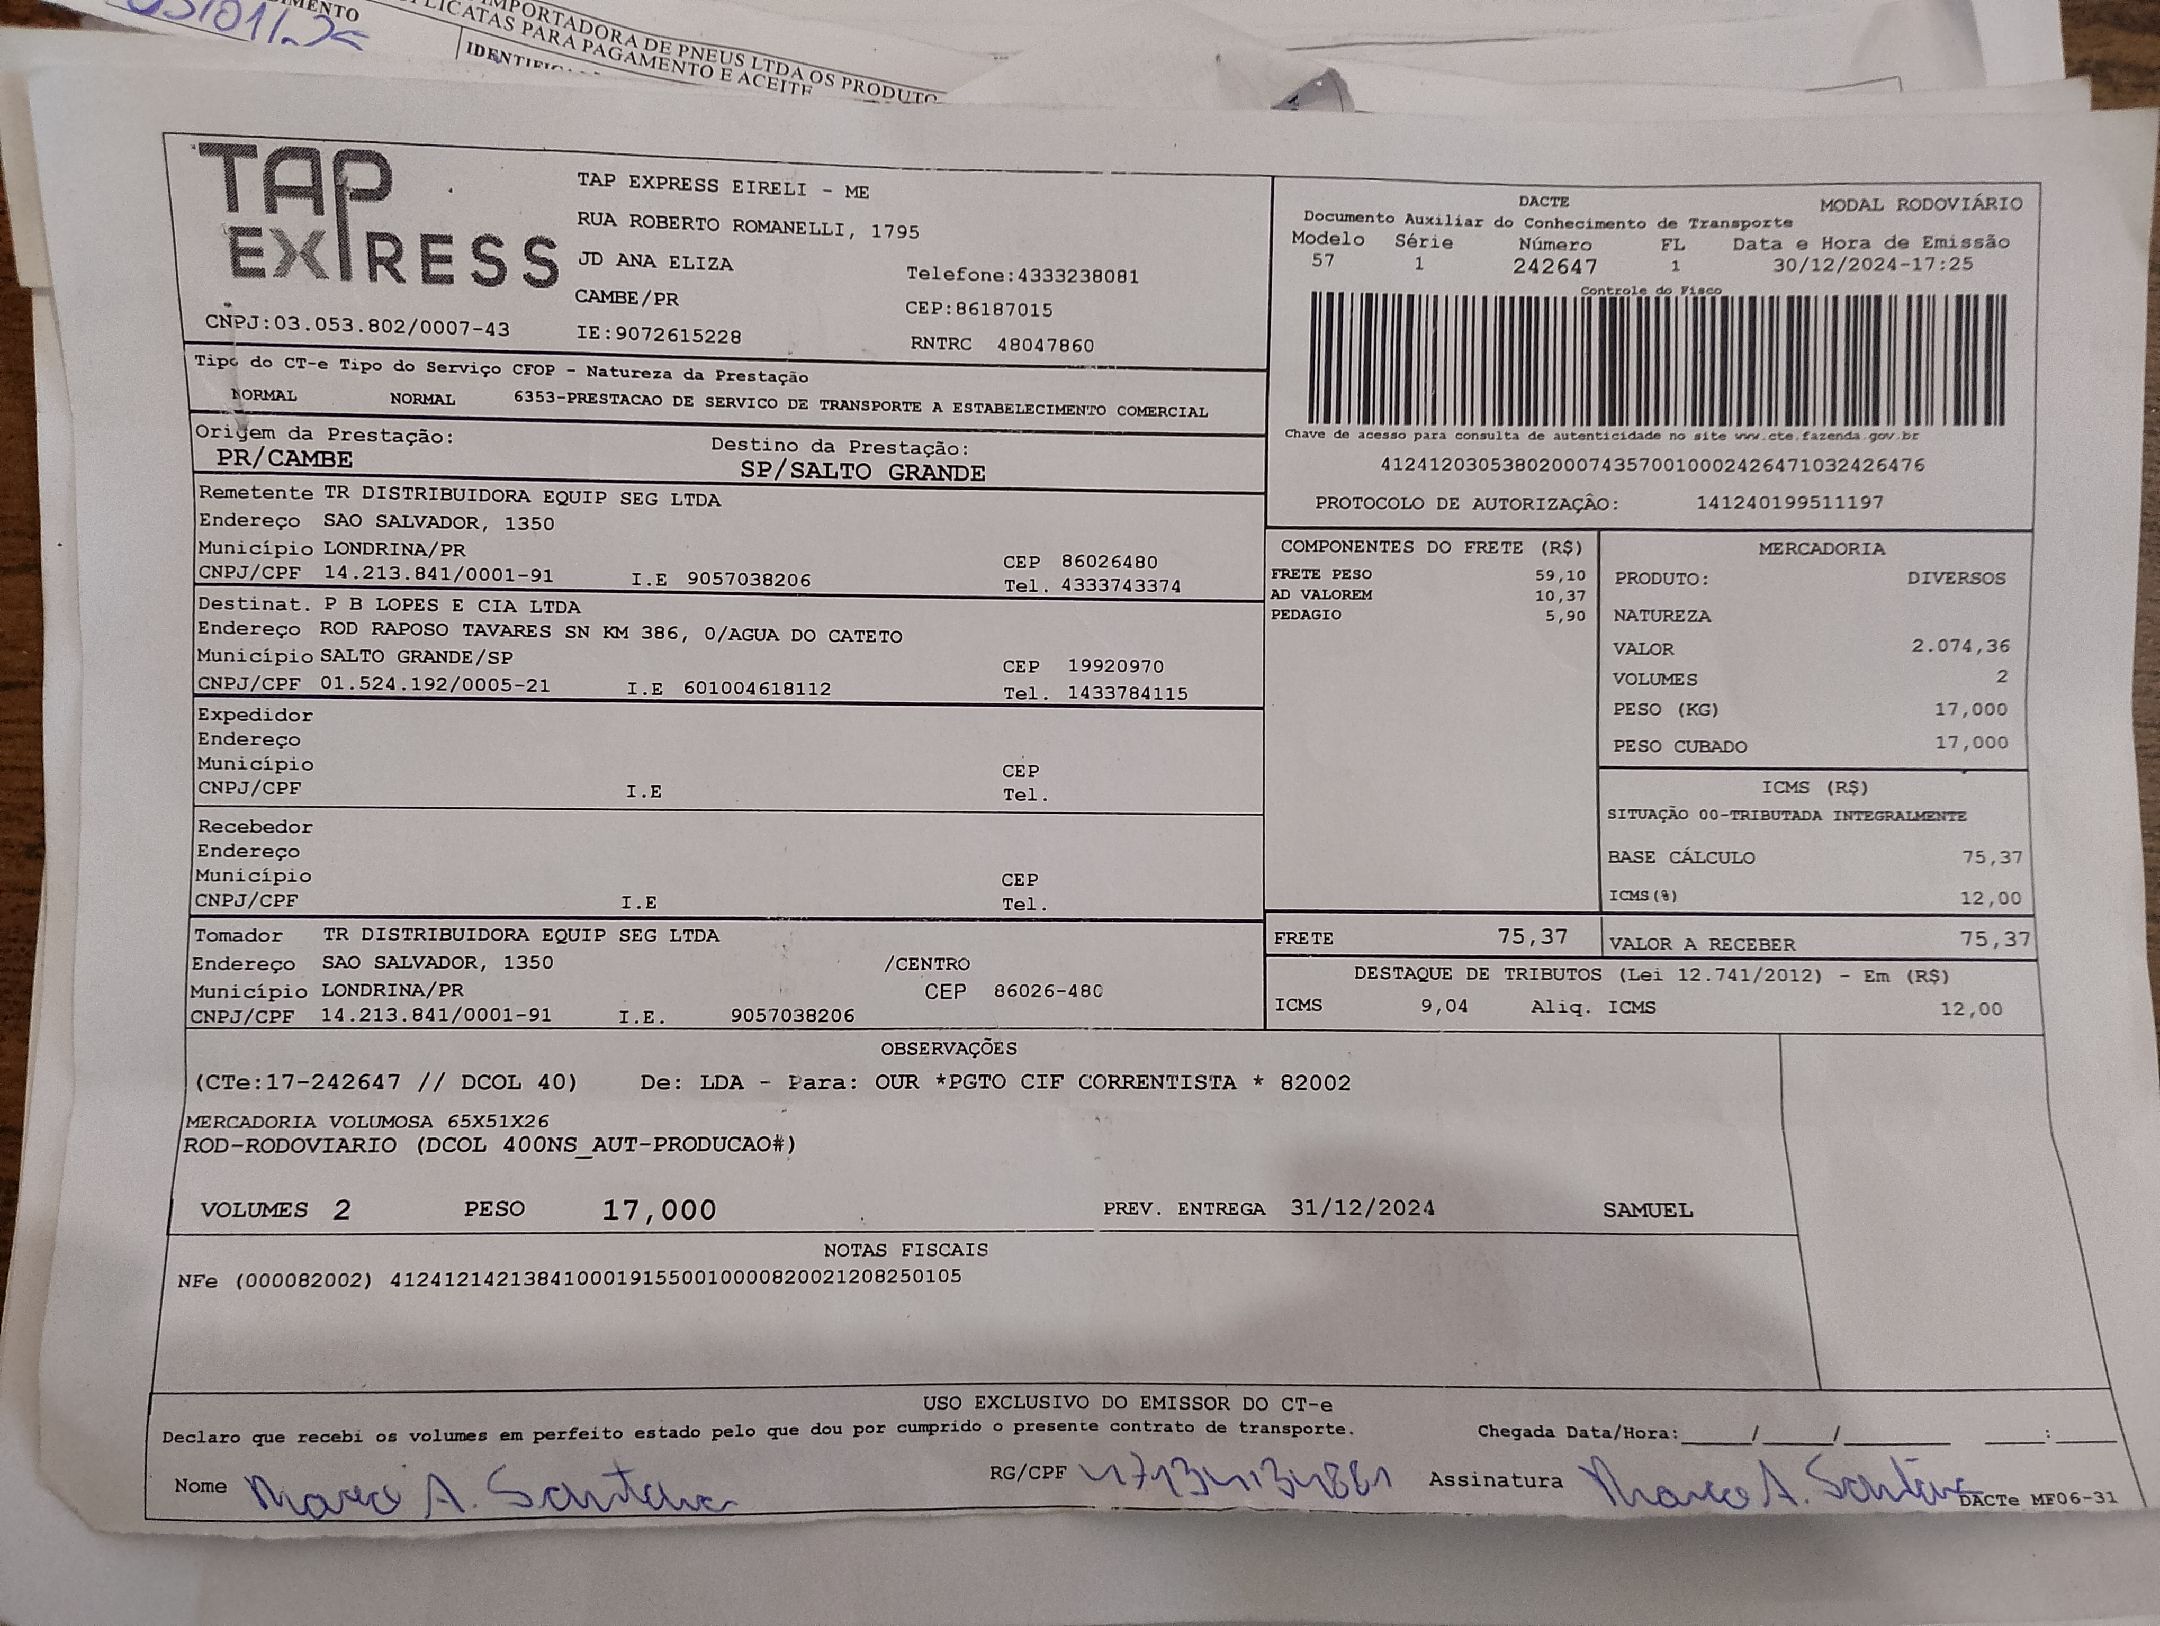 MENTO
IMPORTADORA DE PNEUS LTDA OS PRODUTO
PLICATAS PARA PAGAMENTO E ACEITE
TAP EXPRESS
TAP EXPRESS EIRELI - ME
RUA ROBERTO ROMANELLI, 1795
JD ANA ELIZA Telefone:4333238081
CAMBE/PR CEP:86187015
CNPJ:03.053.802/0007-43 IE:9072615228 RNTRC 48047860
DACTE MODAL RODOVIÁRIO
Documento Auxiliar do Conhecimento de Transporte
Modelo Série Número FL Data e Hora de Emissão
57 1 242647 1 30/12/2024-17:25
Controle do Fisco
Chave de acesso para consulta de autenticidade no site www.cte.fazenda.gov.br
41241203053802000743570010002426471032426476
PROTOCOLO DE AUTORIZAÇÃO: 141240199511197
Tipo do CT-e Tipo do Serviço CFOP - Natureza da Prestação
NORMAL NORMAL 6353-PRESTACAO DE SERVICO DE TRANSPORTE A ESTABELECIMENTO COMERCIAL
Origem da Prestação: Destino da Prestação:
PR/CAMBE SP/SALTO GRANDE
Remetente TR DISTRIBUIDORA EQUIP SEG LTDA
Endereço SAO SALVADOR, 1350
Município LONDRINA/PR CEP 86026480
CNPJ/CPF 14.213.841/0001-91 I.E 9057038206 Tel. 4333743374
Destinat. P B LOPES E CIA LTDA
Endereço ROD RAPOSO TAVARES SN KM 386, 0/AGUA DO CATETO
Município SALTO GRANDE/SP CEP 19920970
CNPJ/CPF 01.524.192/0005-21 I.E 601004618112 Tel. 1433784115
Expedidor
Endereço
Município CEP
CNPJ/CPF I.E Tel.
Recebedor
Endereço
Município CEP
CNPJ/CPF I.E Tel.
Tomador TR DISTRIBUIDORA EQUIP SEG LTDA
Endereço SAO SALVADOR, 1350 /CENTRO
Município LONDRINA/PR CEP 86026-480
CNPJ/CPF 14.213.841/0001-91 I.E. 9057038206
COMPONENTES DO FRETE (R$)
FRETE PESO 59,10
AD VALOREM 10,37
PEDAGIO 5,90
MERCADORIA
PRODUTO: DIVERSOS
NATUREZA
VALOR 2.074,36
VOLUMES 2
PESO (KG) 17,000
PESO CUBADO 17,000
ICMS (R$)
SITUAÇÃO 00-TRIBUTADA INTEGRALMENTE
BASE CÁLCULO 75,37
ICMS(%) 12,00
FRETE 75,37 VALOR A RECEBER 75,37
DESTAQUE DE TRIBUTOS (Lei 12.741/2012) - Em (R$)
ICMS 9,04 Aliq. ICMS 12,00
OBSERVAÇÕES
(CTe:17-242647 // DCOL 40) De: LDA - Para: OUR *PGTO CIF CORRENTISTA * 82002
MERCADORIA VOLUMOSA 65X51X26
ROD-RODOVIARIO (DCOL 400NS_AUT-PRODUCAO#)
VOLUMES 2 PESO 17,000 PREV. ENTREGA 31/12/2024 SAMUEL
NOTAS FISCAIS
NFe (000082002) 41241214213841000191550010000820021208250105
USO EXCLUSIVO DO EMISSOR DO CT-e
Declaro que recebi os volumes em perfeito estado pelo que dou por cumprido o presente contrato de transporte. Chegada Data/Hora:____/____/______ ___:____
Nome Marco A. Santana RG/CPF Assinatura Marco A. Santana
DACTe MF06-31